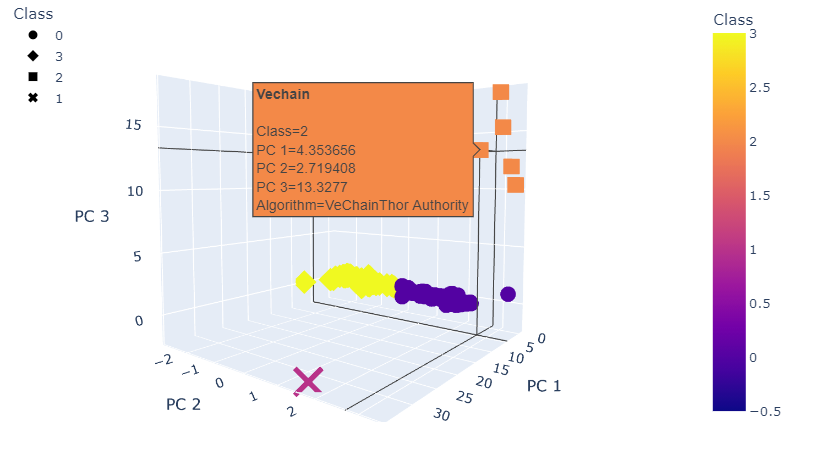 Class
0
3
2
1
Vechain
Class=2
PC 1=4.353656
PC 2=2.719408
PC 3=13.3277
Algorithm=VeChainThor Authority
PC 3
15
10
5
0
PC 2
−2
−1
0
1
2
PC 1
0
5
10
15
20
25
30
Class
3
2.5
2
1.5
1
0.5
0
−0.5